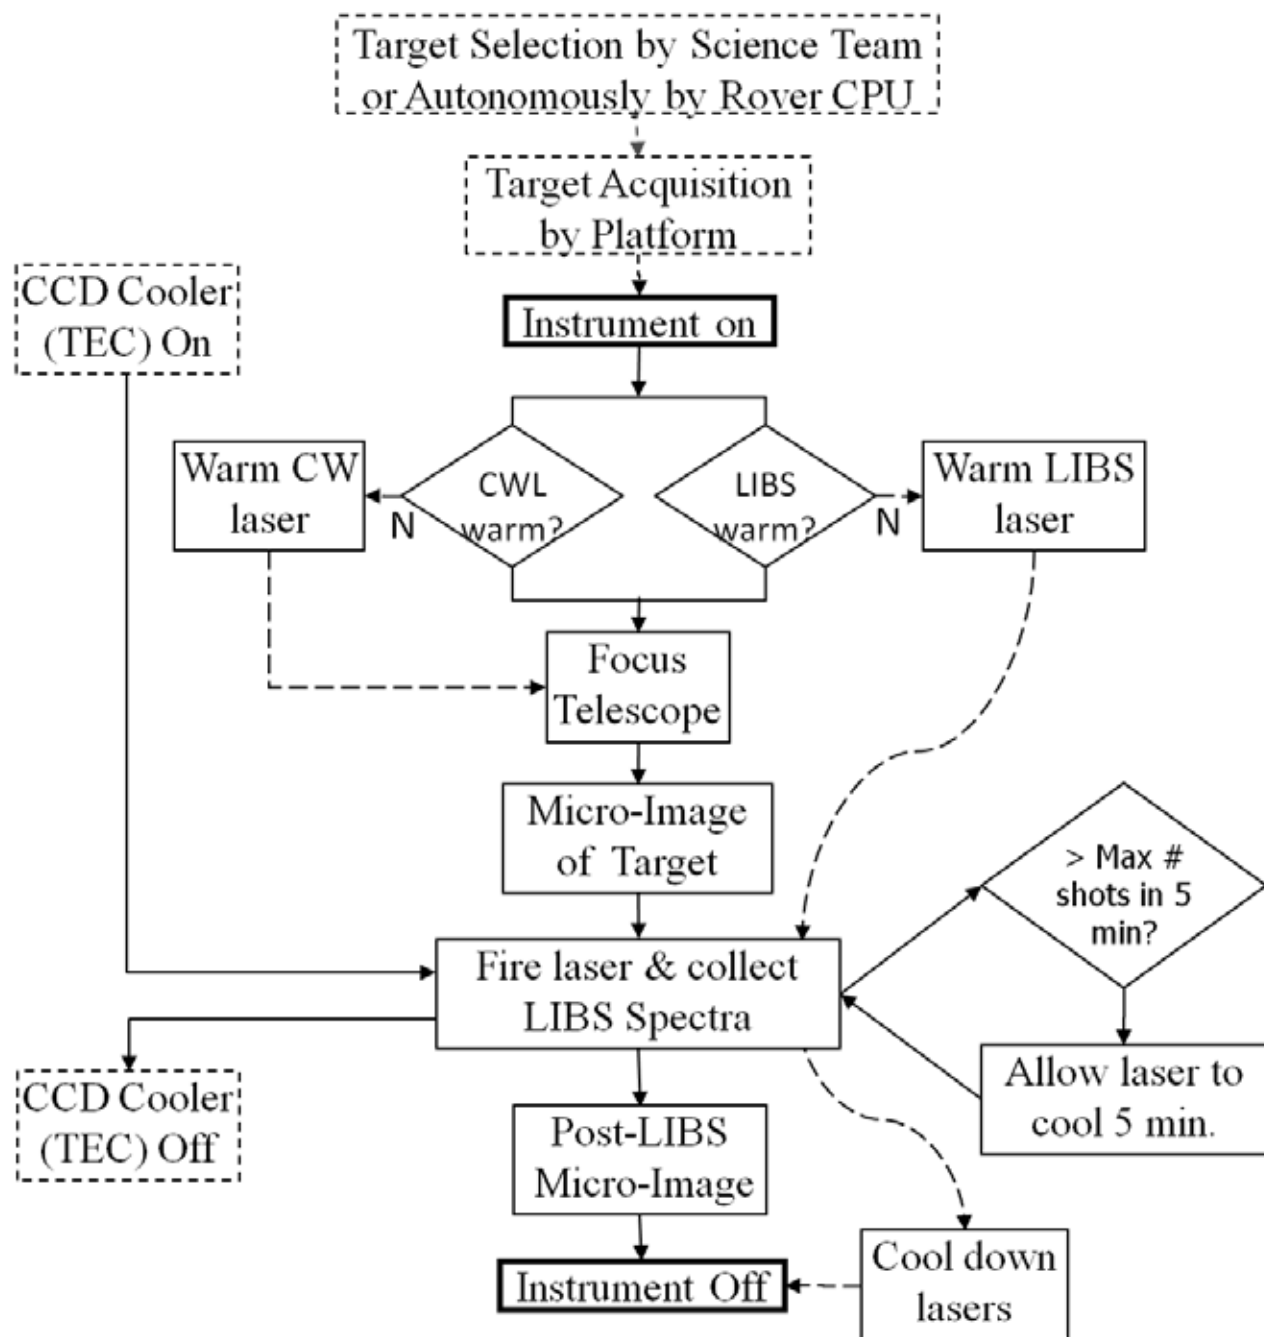 Target Selection by Science Team
or Autonomously by Rover CPU
Target Acquisition
by Platform
CCD Cooler
(TEC) On
Instrument on
Warm CW
laser
N
CWL
warm?
LIBS
warm?
N
Warm LIBS
laser
Focus
Telescope
Micro-Image
of Target
> Max #
shots in 5
min?
Fire laser & collect
LIBS Spectra
Allow laser to
cool 5 min.
CCD Cooler
(TEC) Off
Post-LIBS
Micro-Image
Cool down
lasers
Instrument Off